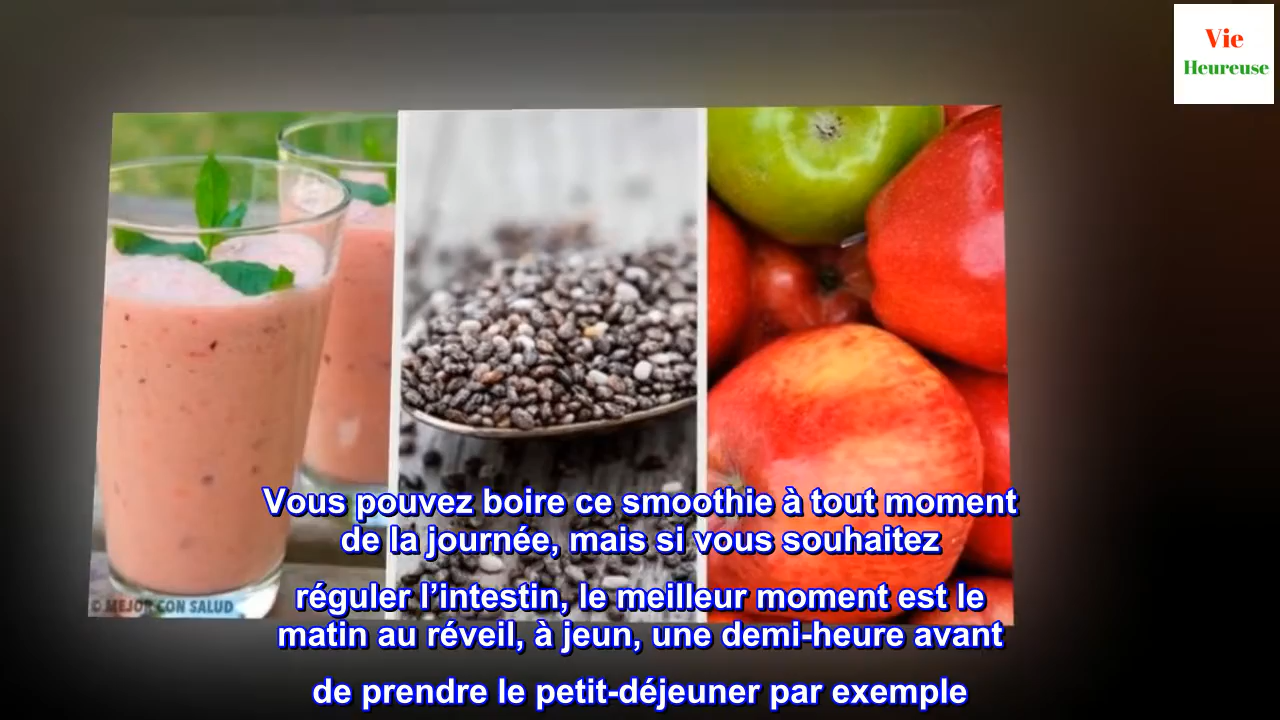 Vie
Heureuse
© MEJOR CON SALUD
Vous pouvez boire ce smoothie à tout moment
de la journée, mais si vous souhaitez
réguler l’intestin, le meilleur moment est le
matin au réveil, à jeun, une demi-heure avant
de prendre le petit-déjeuner par exemple